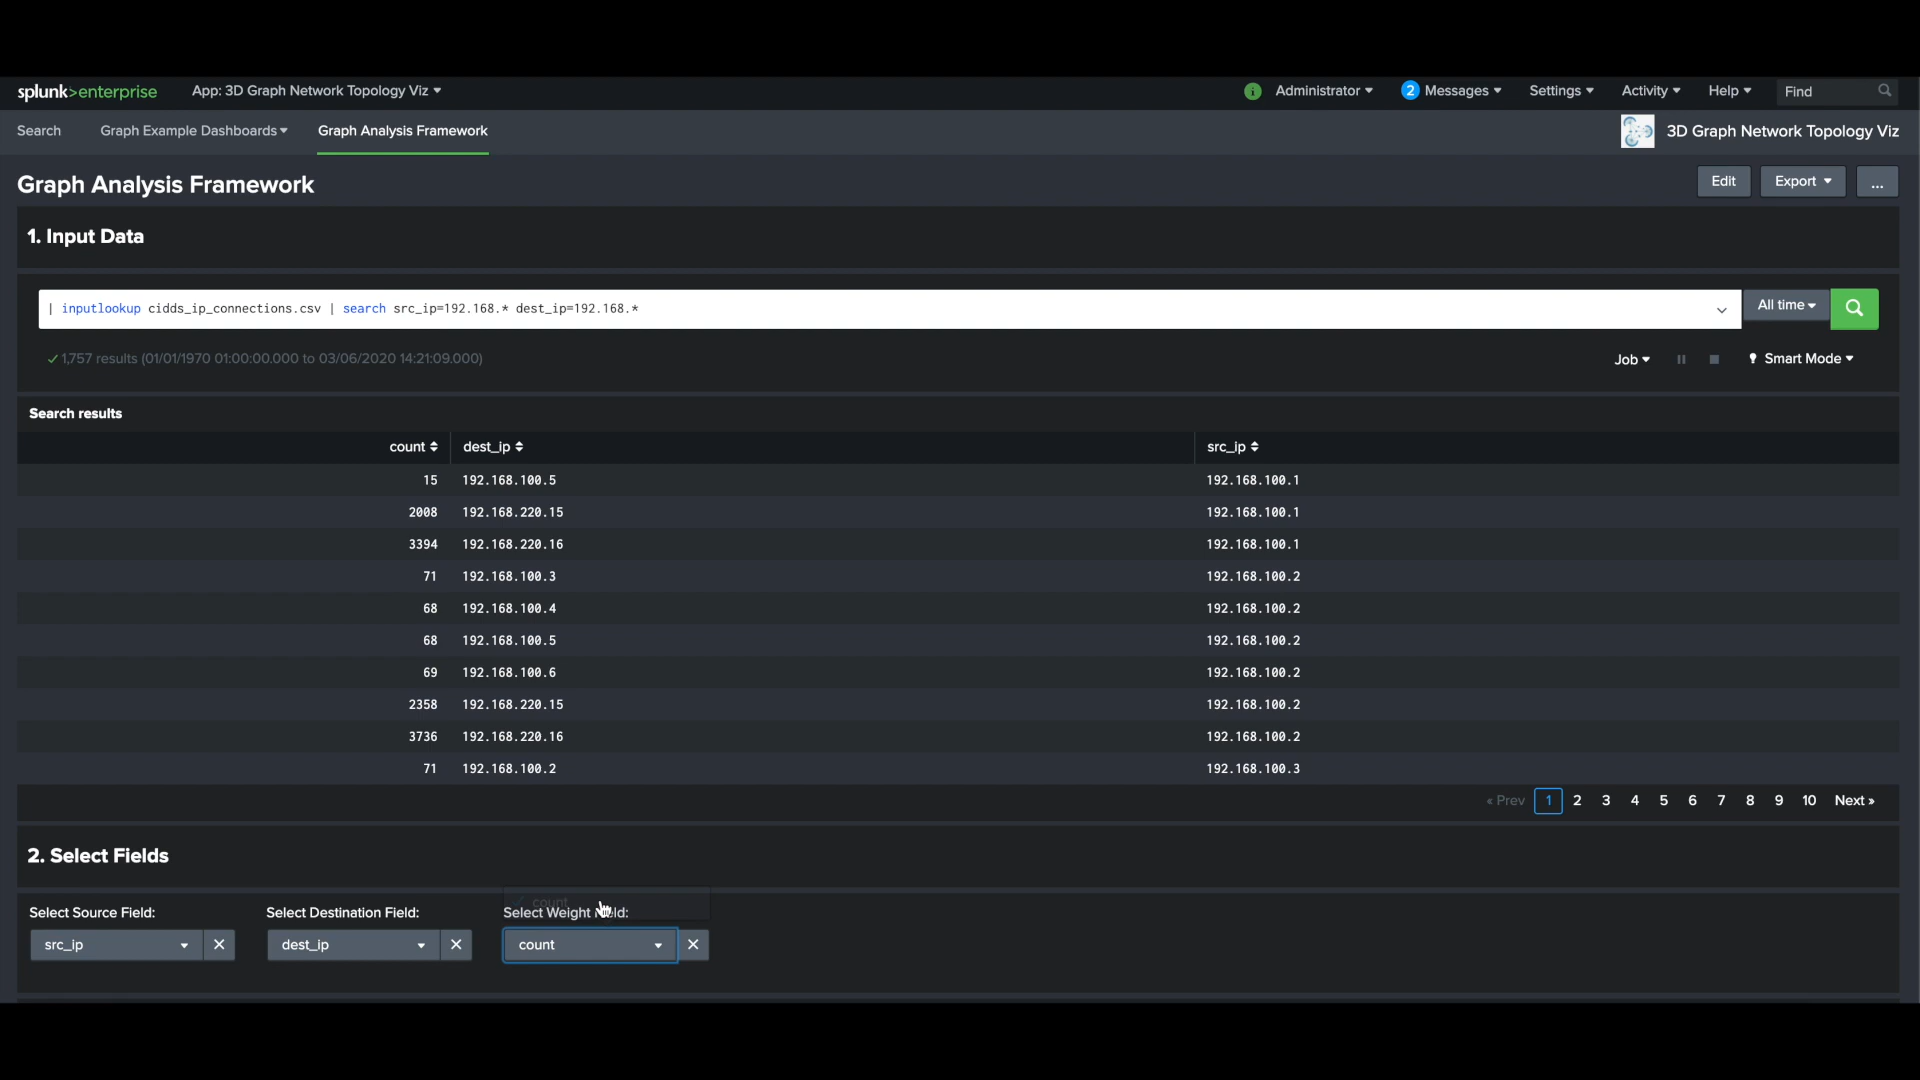 splunk>enterprise App: 3D Graph Network Topology Viz i Administrator 2 Messages Settings Activity Help Find
Search Graph Example Dashboards Graph Analysis Framework 3D Graph Network Topology Viz
Graph Analysis Framework Edit Export ...
1. Input Data
| inputlookup cidds_ip_connections.csv | search src_ip=192.168.* dest_ip=192.168.* All time
1,757 results (01/01/1970 01:00:00.000 to 03/06/2020 14:21:09.000) Job Smart Mode
Search results
count dest_ip src_ip
15 192.168.100.5 192.168.100.1
2008 192.168.220.15 192.168.100.1
3394 192.168.220.16 192.168.100.1
71 192.168.100.3 192.168.100.2
68 192.168.100.4 192.168.100.2
68 192.168.100.5 192.168.100.2
69 192.168.100.6 192.168.100.2
2358 192.168.220.15 192.168.100.2
3736 192.168.220.16 192.168.100.2
71 192.168.100.2 192.168.100.3
« Prev 1 2 3 4 5 6 7 8 9 10 Next »
2. Select Fields
count
Select Source Field: Select Destination Field: Select Weight Field:
src_ip dest_ip count